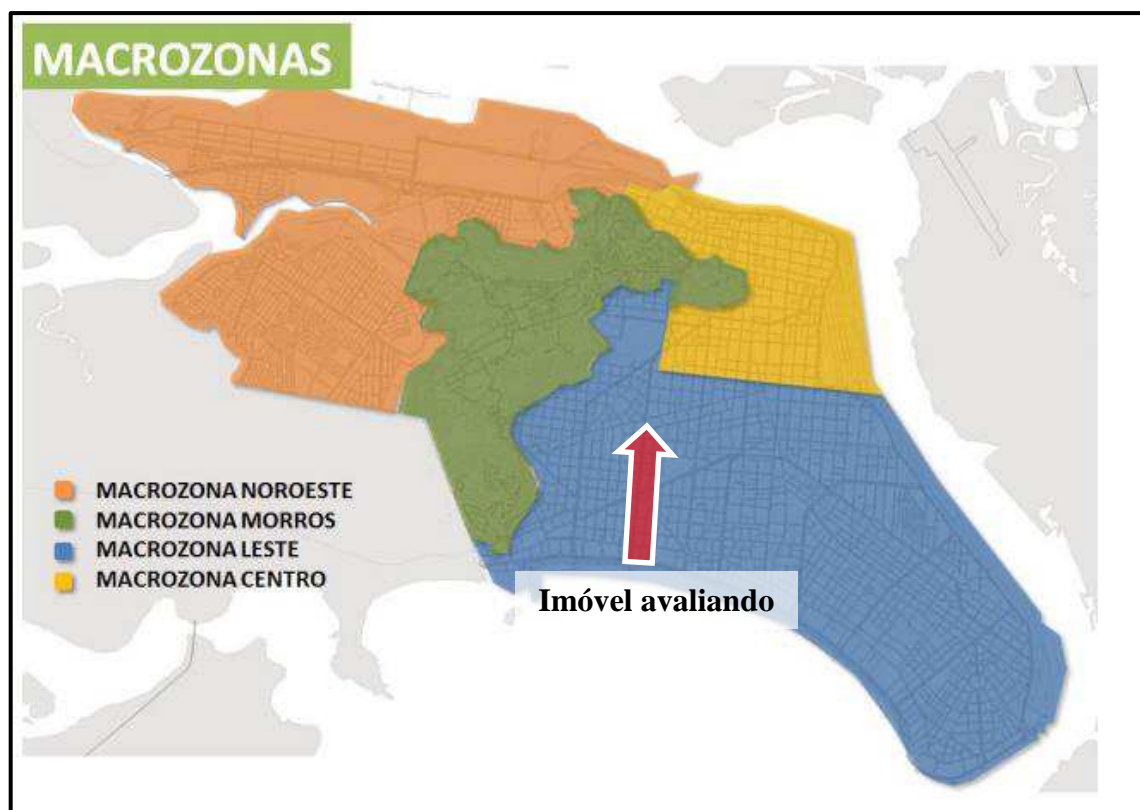 MACROZONAS
MACROZONA NOROESTE
MACROZONA MORROS
MACROZONA LESTE
MACROZONA CENTRO
Imóvel avaliando